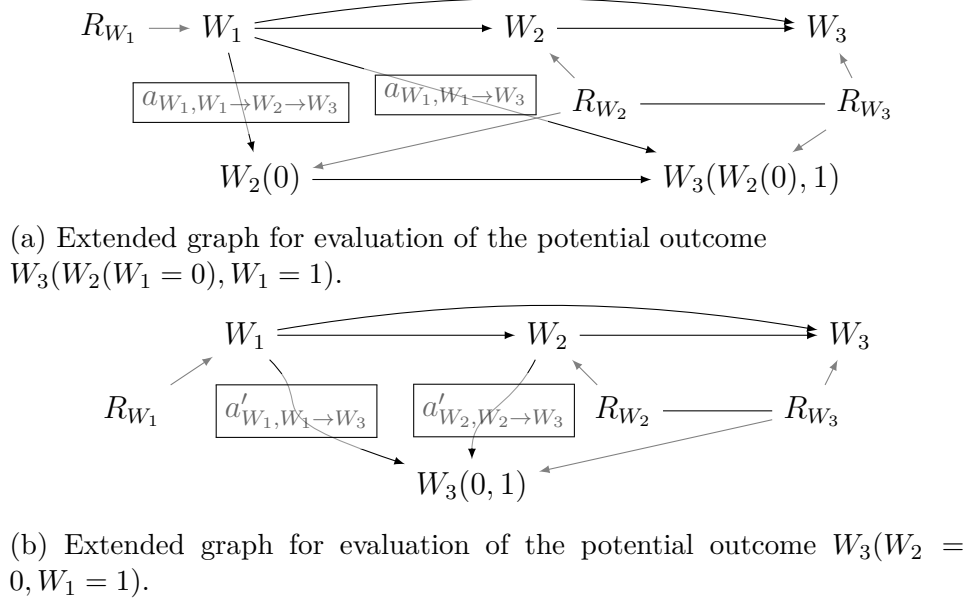 R_{W_1} W_1 W_2 W_3
a_{W_1,W_1→W_2→W_3} a_{W_1,W_1→W_3} R_{W_2} R_{W_3}
W_2(0) W_3(W_2(0), 1)
(a) Extended graph for evaluation of the potential outcome
W_3(W_2(W_1 = 0), W_1 = 1).
W_1 W_2 W_3
R_{W_1} a'_{W_1,W_1→W_3} a'_{W_2,W_2→W_3} R_{W_2} R_{W_3}
W_3(0, 1)
(b) Extended graph for evaluation of the potential outcome W_3(W_2 =
0, W_1 = 1).